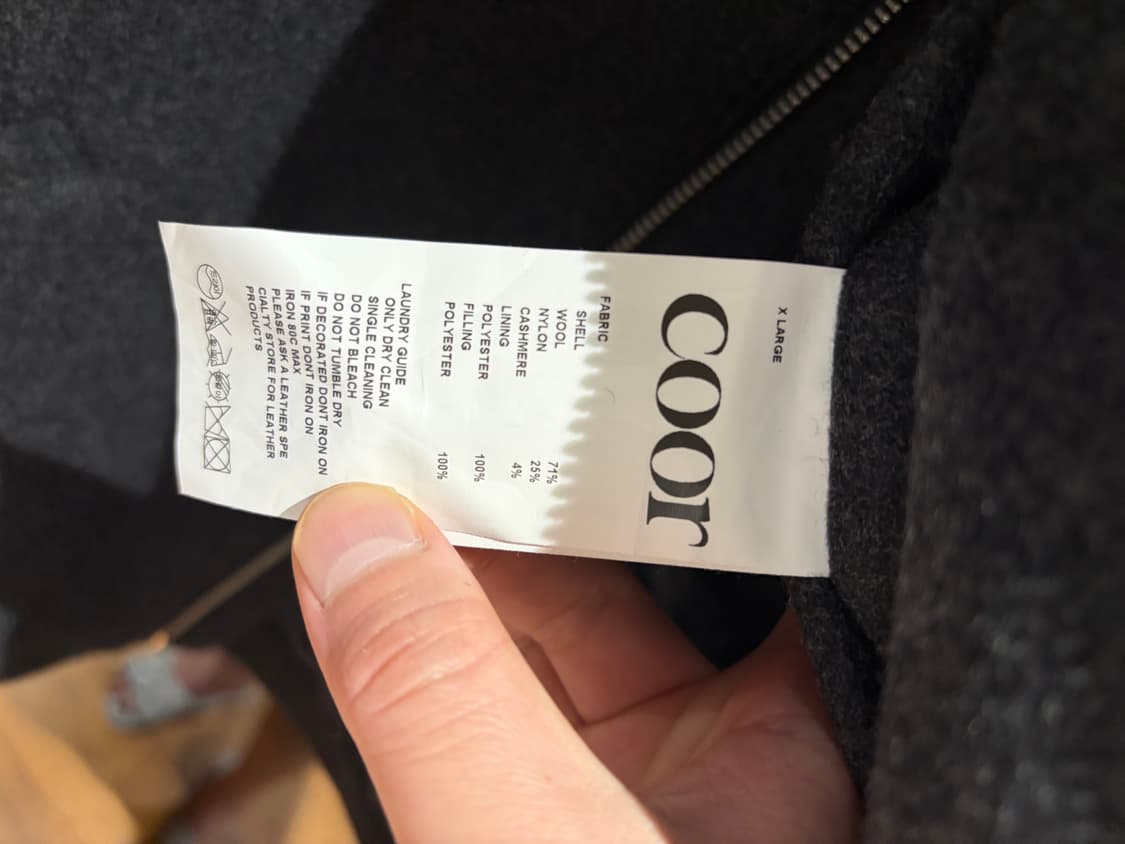 X LARGE
coor
FABRIC
SHELL
WOOL 71%
NYLON 25%
CASHMERE 4%
LINING
POLYESTER 100%
FILLING
POLYESTER 100%
LAUNDRY GUIDE
ONLY DRY CLEAN
SINGLE CLEANING
DO NOT BLEACH
DO NOT TUMBLE DRY
IF DECORATED DONT IRON ON
IF PRINT DONT IRON ON
IRON 80C MAX
PLEASE ASK A LEATHER SPE
CIALTY STORE FOR LEATHER
PRODUCTS